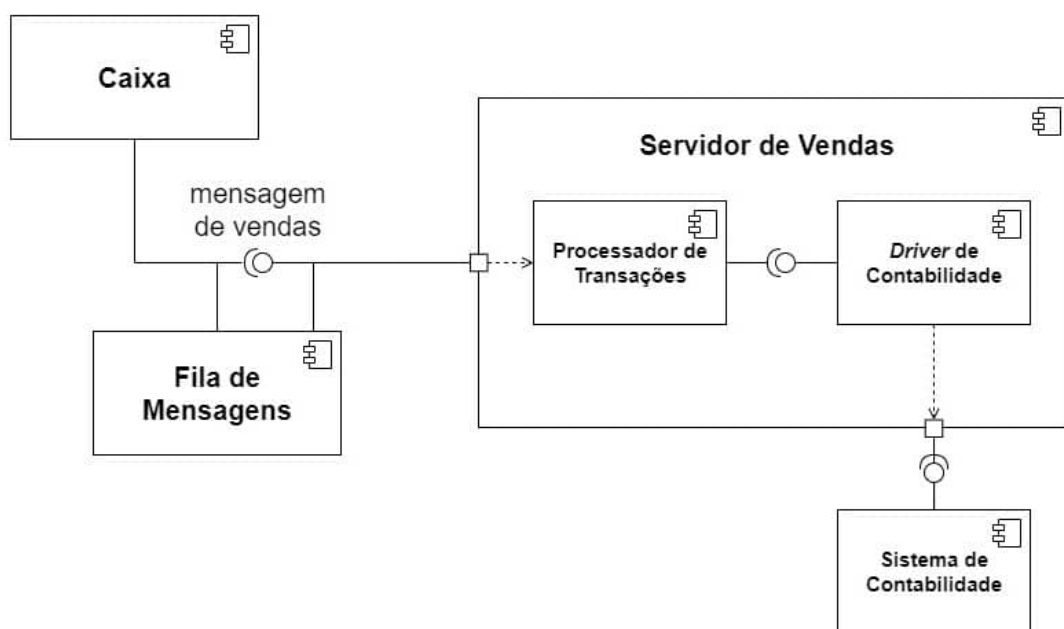 Caixa
mensagem
de vendas
Fila de
Mensagens
Servidor de Vendas
Processador de
Transações
Driver de
Contabilidade
Sistema de
Contabilidade